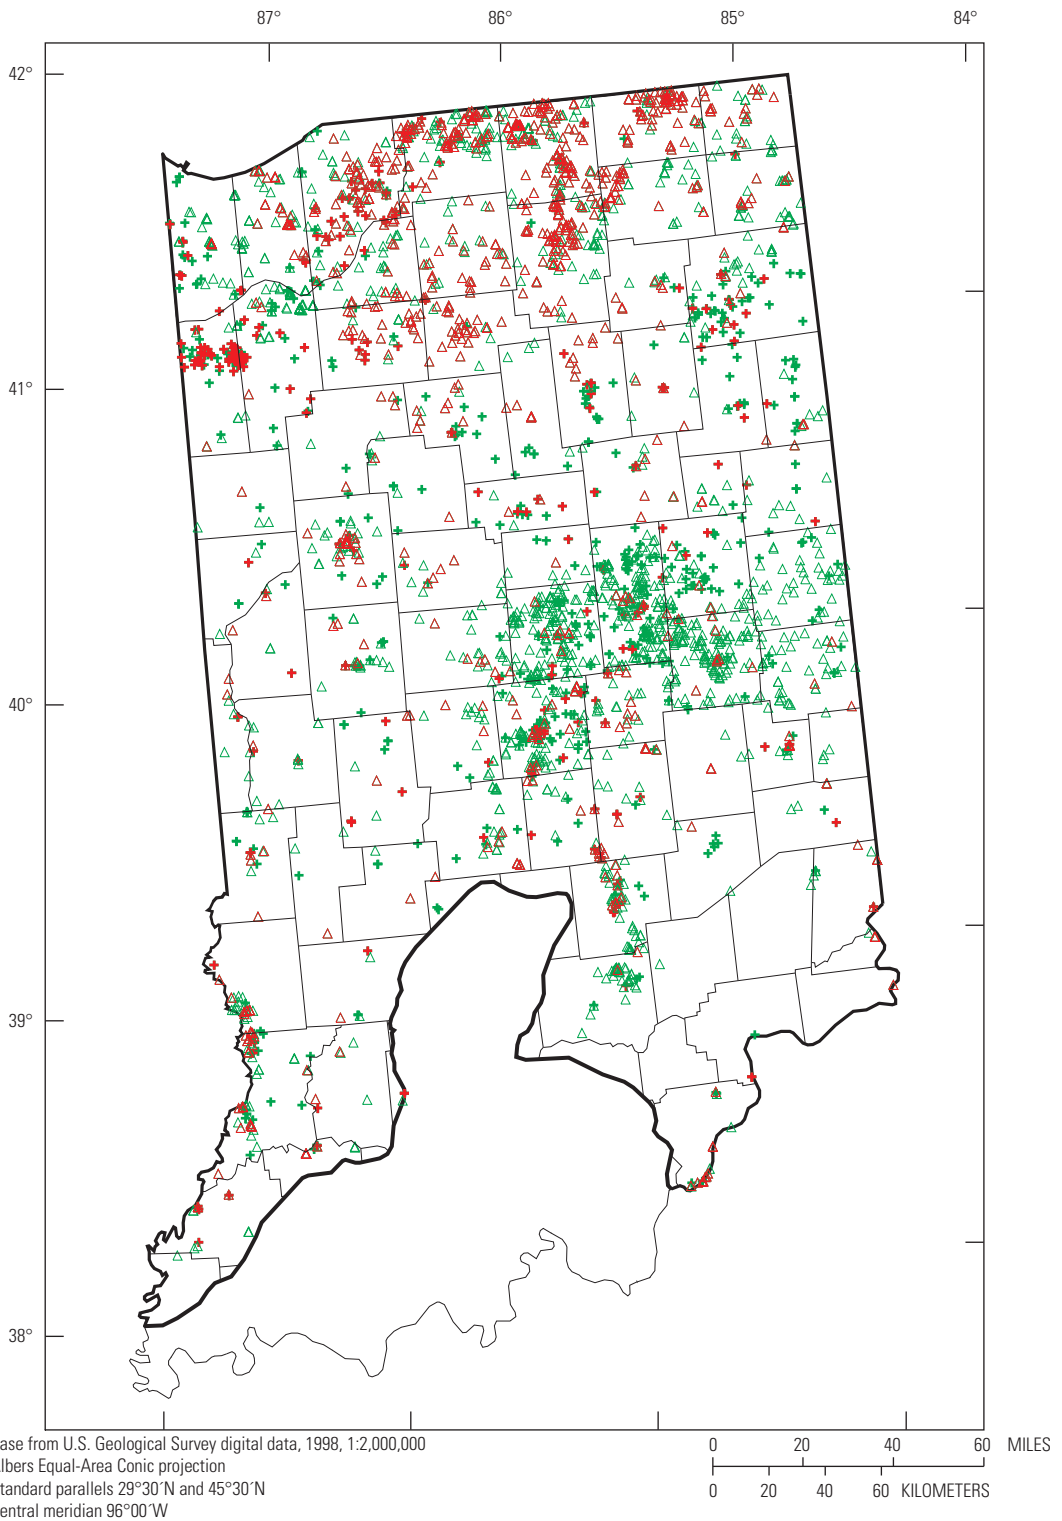 87° 86° 85° 84°
42°
41°
40°
39°
38°
ase from U.S. Geological Survey digital data, 1998, 1:2,000,000
lbers Equal-Area Conic projection
tandard parallels 29°30´N and 45°30´N
entral meridian 96°00´W
0 20 40 60 MILES
0 20 40 60 KILOMETERS